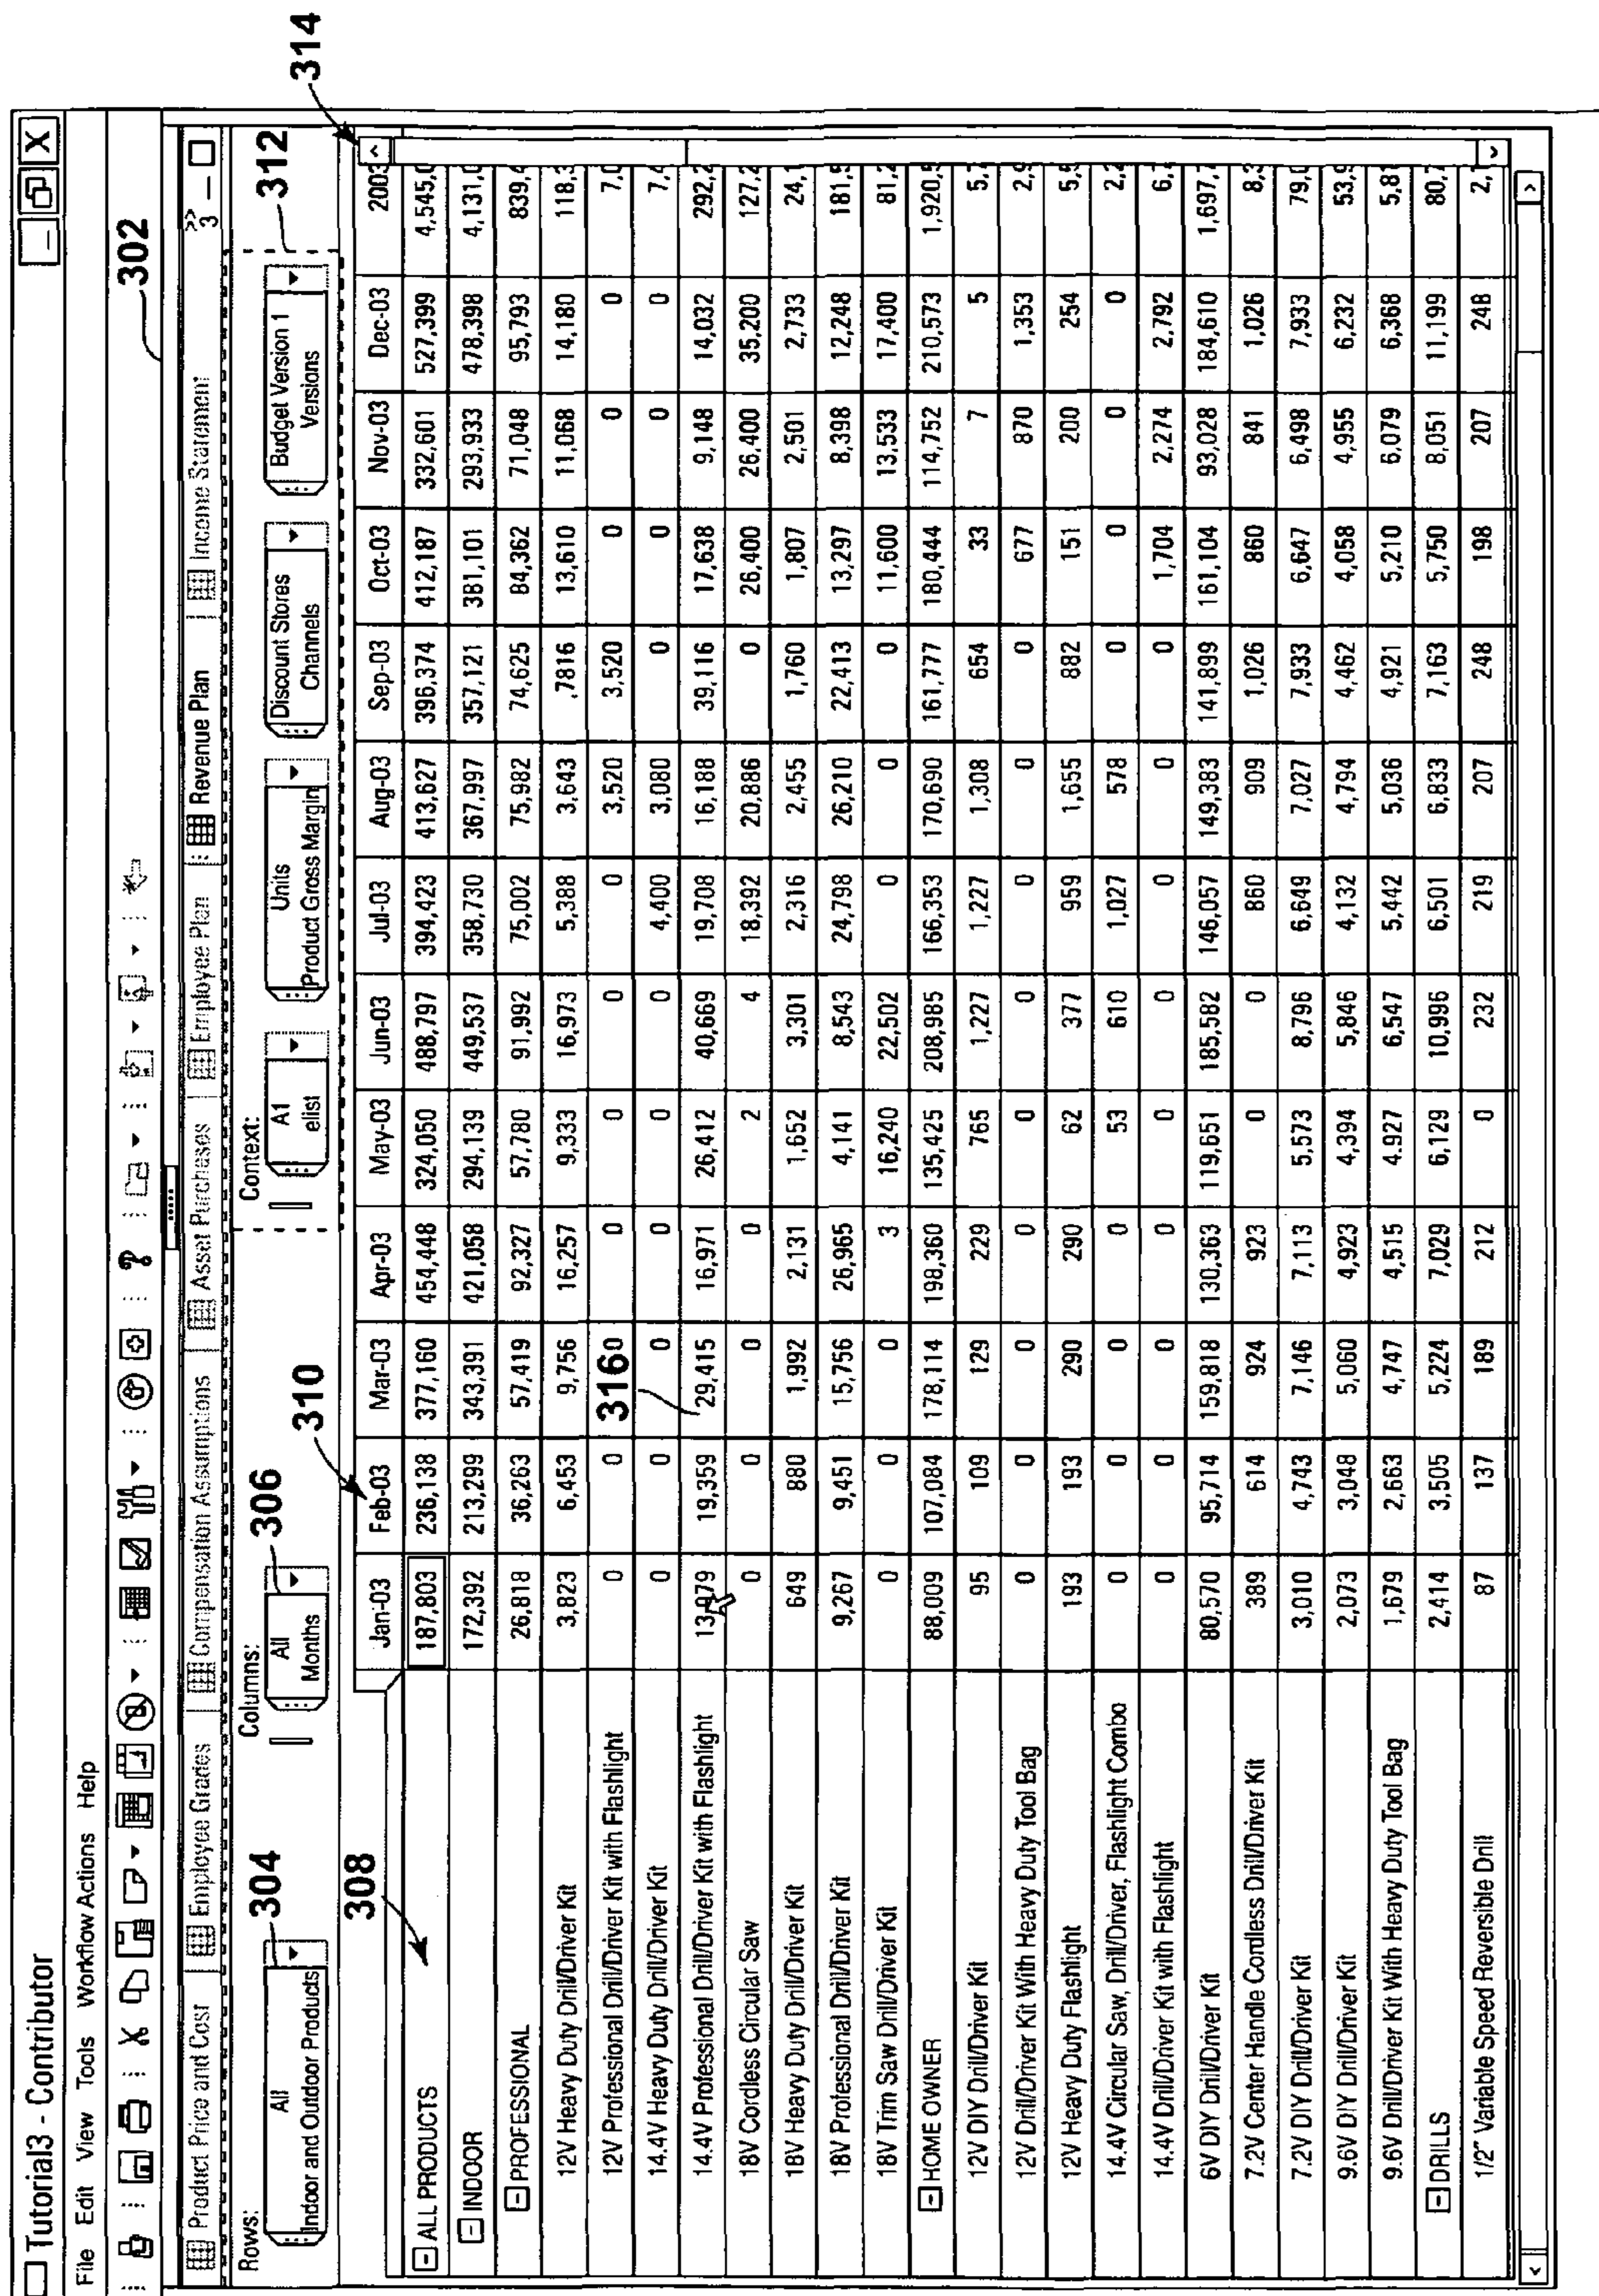 Tutorial3 - Contributor
File Edit View Tools Workflow Actions Help
302
Product Price and Cost Employee Grades Compensation Assumptions Asset Purchases Employee Plan Revenue Plan Income Statement 3
Rows: 304 Columns: 306 310 Context: 312
All All A1 Units Discount Stores Budget Version 1
Indoor and Outdoor Products Months elist Product Gross Margin Channels Versions
308 314
Jan-03 Feb-03 Mar-03 Apr-03 May-03 Jun-03 Jul-03 Aug-03 Sep-03 Oct-03 Nov-03 Dec-03 2003
ALL PRODUCTS 187,803 236,138 377,160 454,448 324,050 488,797 394,423 413,627 396,374 412,187 332,601 527,399 4,545,0
INDOOR 172,392 213,299 343,391 421,058 294,139 449,537 358,730 367,997 357,121 381,101 293,933 478,398 4,131,0
PROFESSIONAL 26,818 36,263 57,419 92,327 57,780 91,992 75,002 75,982 74,625 84,362 71,048 95,793 839,4
12V Heavy Duty Drill/Driver Kit 3,823 6,453 9,756 16,257 9,333 16,973 5,388 3,643 ,7816 13,610 11,068 14,180 118,3
12V Professional Drill/Driver Kit with Flashlight 0 0 316 0 0 0 0 0 3,520 3,520 0 0 0 7,0
14.4V Heavy Duty Drill/Driver Kit 0 0 0 0 0 0 4,400 3,080 0 0 0 0 7,4
14.4V Professional Drill/Driver Kit with Flashlight 13,979 19,359 29,415 16,971 26,412 40,669 19,708 16,188 39,116 17,638 9,148 14,032 292,2
18V Cordless Circular Saw 0 0 0 0 2 4 18,392 20,886 0 26,400 26,400 35,200 127,2
18V Heavy Duty Drill/Driver Kit 649 880 1,992 2,131 1,652 3,301 2,316 2,455 1,760 1,807 2,501 2,733 24,1
18V Professional Drill/Driver Kit 9,267 9,451 15,756 26,965 4,141 8,543 24,798 26,210 22,413 13,297 8,398 12,248 181,5
18V Trim Saw Drill/Driver Kit 0 0 0 3 16,240 22,502 0 0 0 11,600 13,533 17,400 81,2
HOME OWNER 88,009 107,084 178,114 198,360 135,425 208,985 166,353 170,690 161,777 180,444 114,752 210,573 1,920,5
12V DIY Drill/Driver Kit 95 109 129 229 765 1,227 1,227 1,308 654 33 7 5 5,7
12V Drill/Driver Kit With Heavy Duty Tool Bag 0 0 0 0 0 0 0 0 0 677 870 1,353 2,9
12V Heavy Duty Flashlight 193 193 290 290 62 377 959 1,655 882 151 200 254 5,5
14.4V Circular Saw, Drill/Driver, Flashlight Combo 0 0 0 0 53 610 1,027 578 0 0 0 0 2,2
14.4V Drill/Driver Kit with Flashlight 0 0 0 0 0 0 0 0 0 1,704 2,274 2,792 6,7
6V DIY Drill/Driver Kit 80,570 95,714 159,818 130,363 119,651 185,582 146,057 149,383 141,899 161,104 93,028 184,610 1,697,7
7.2V Center Handle Cordless Drill/Driver Kit 389 614 924 923 0 0 860 909 1,026 860 841 1,026 8,3
7.2V DIY Drill/Driver Kit 3,010 4,743 7,146 7,113 5,573 8,796 6,649 7,027 7,933 6,647 6,498 7,933 79,0
9.6V DIY Drill/Driver Kit 2,073 3,048 5,060 4,923 4,394 5,846 4,132 4,794 4,462 4,058 4,955 6,232 53,9
9.6V Drill/Driver Kit With Heavy Duty Tool Bag 1,679 2,663 4,747 4,515 4.927 6,547 5,442 5,036 4,921 5,210 6,079 6,368 5,81
DRILLS 2,414 3,505 5,224 7,029 6,129 10,996 6,501 6,833 7,163 5,750 8,051 11,199 80,7
1/2" Variable Speed Reversible Drill 87 137 189 212 0 232 219 207 248 198 207 248 2,1